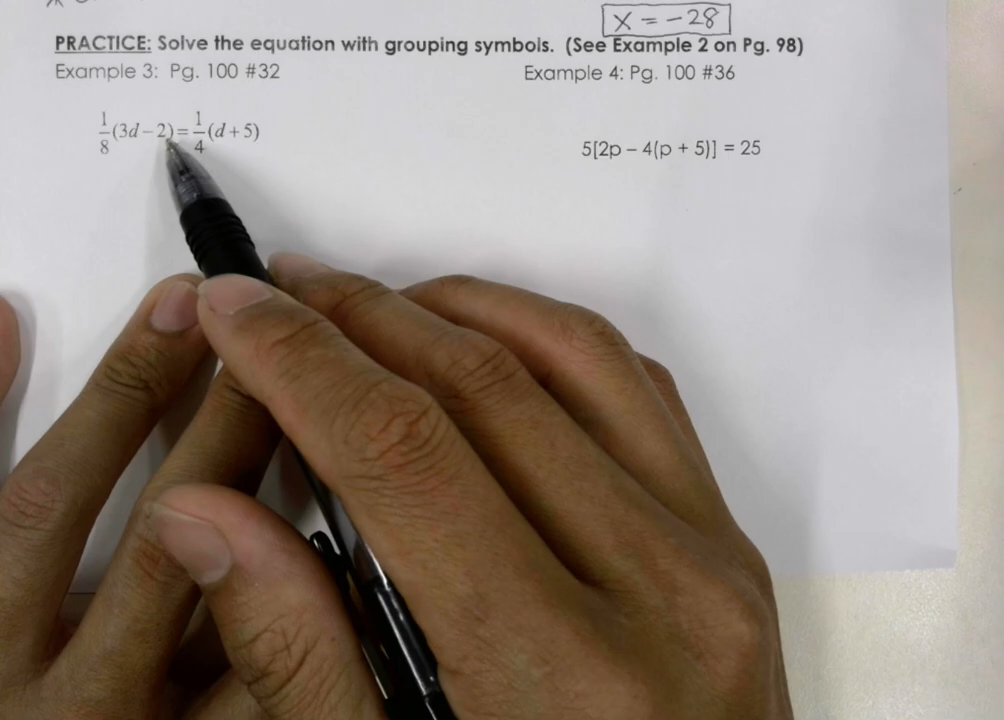 x = -28
PRACTICE: Solve the equation with grouping symbols. (See Example 2 on Pg. 98)
Example 3: Pg. 100 #32
Example 4: Pg. 100 #36
1/8(3d – 2)= 1/4(d + 5)
5[2p – 4(p + 5)] = 25